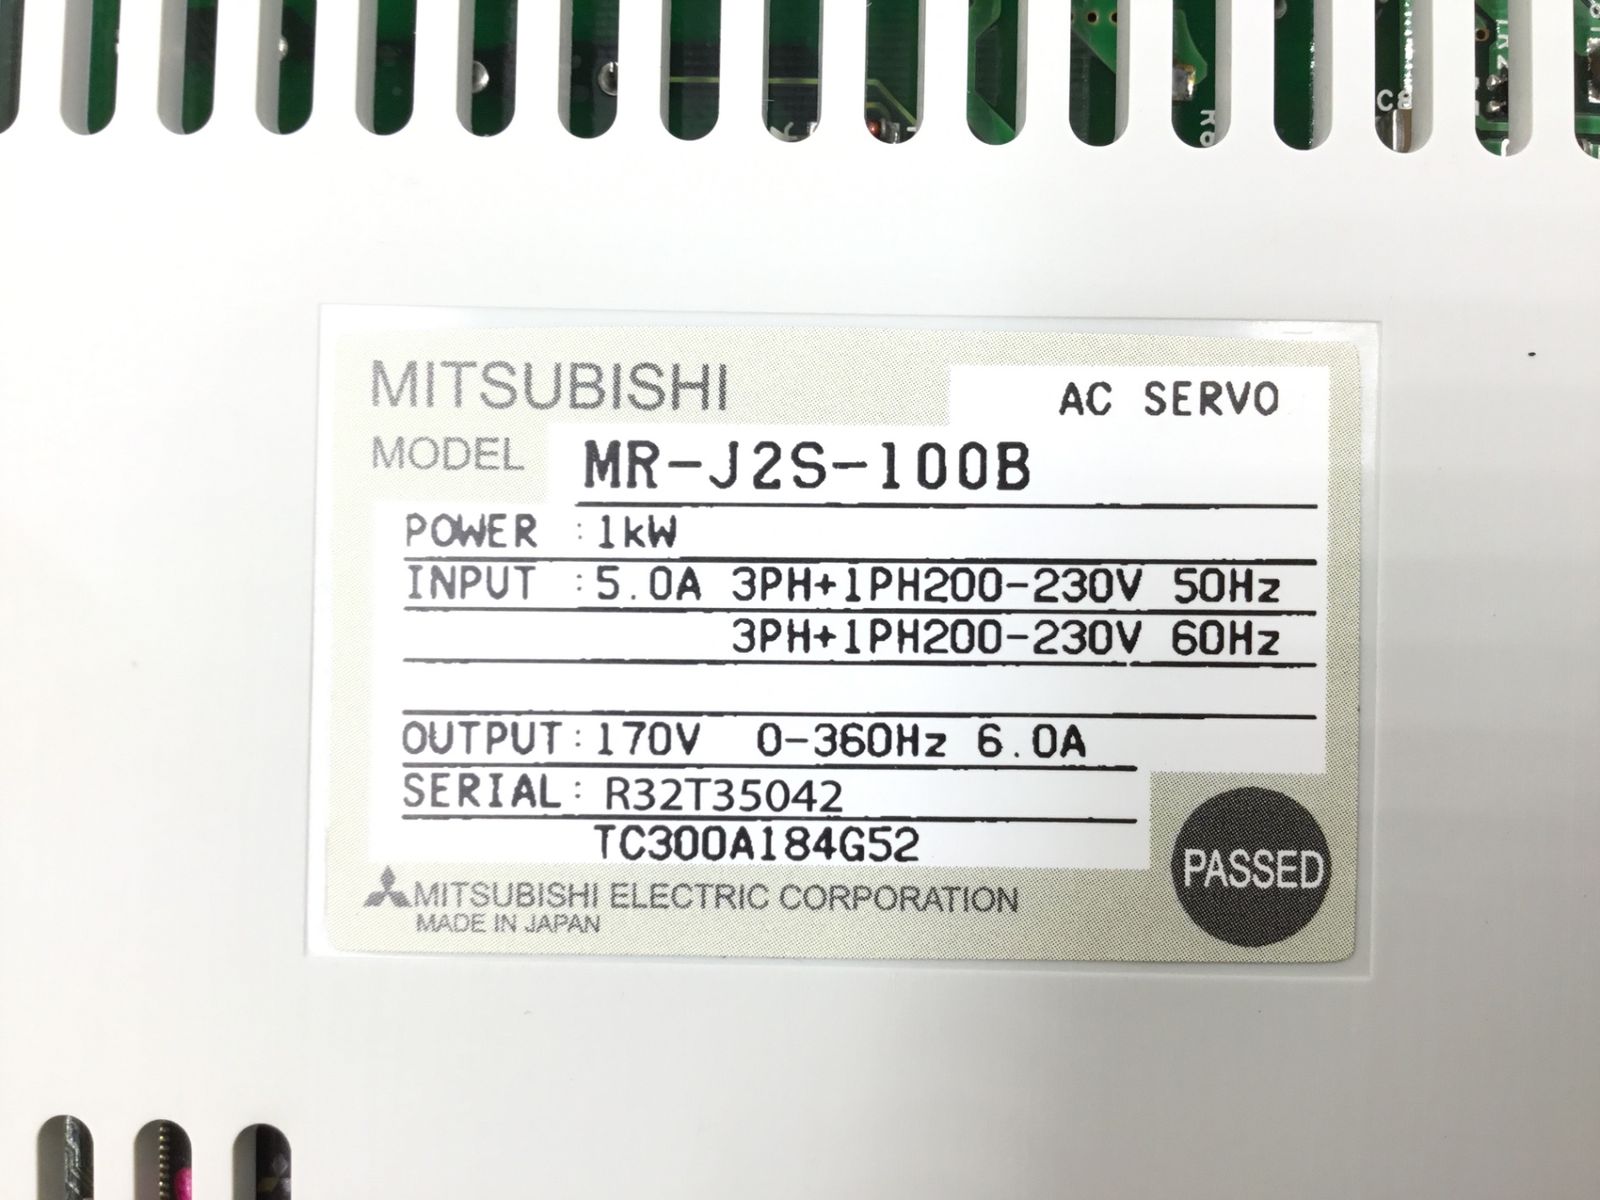 MITSUBISHI
AC SERVO
MODEL MR-J2S-100B
POWER : 1kW
INPUT : 5.0A 3PH+1PH200-230V 50Hz
3PH+1PH200-230V 60Hz
OUTPUT : 170V 0-360Hz 6.0A
SERIAL : R32T35042
TC300A184G52
PASSED
MITSUBISHI ELECTRIC CORPORATION
MADE IN JAPAN